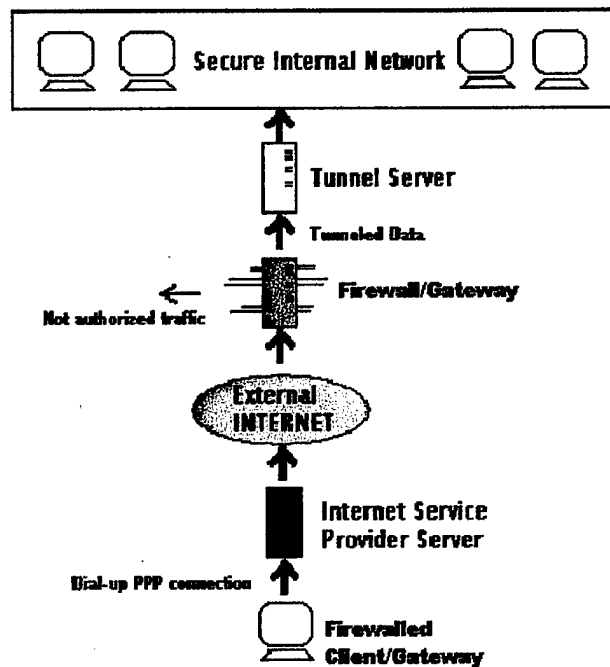 Secure Internal Network
Tunnel Server
Tunneled Data
Firewall/Gateway
Not authorized traffic
External
INTERNET
Internet Service
Provider Server
Dial-up PPP connection
Firewalled
Client/Gateway